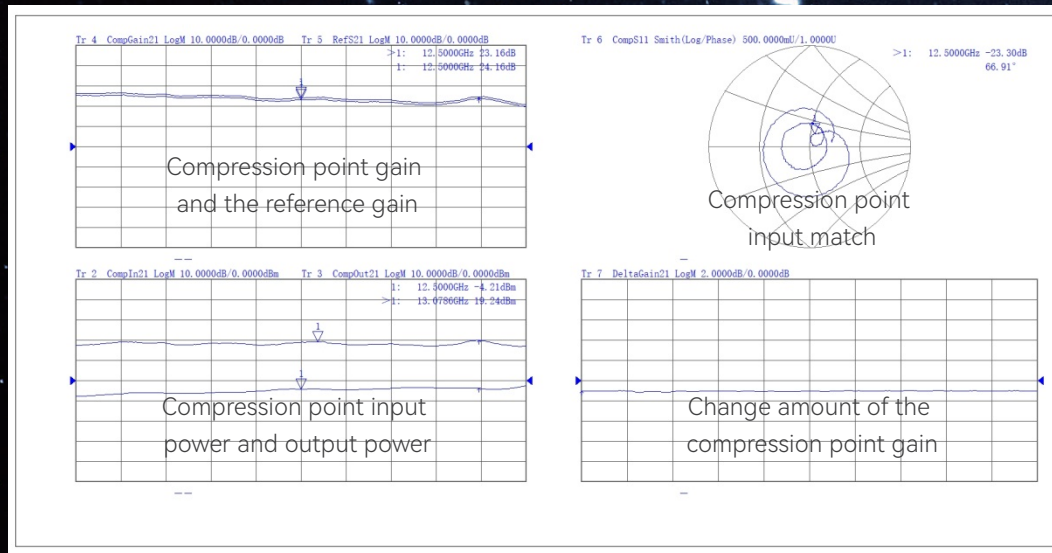 Tr 4 CompGain21 LogM 10.0000dB/0.0000dB Tr 5 RefS21 LogM 10.0000dB/0.0000dB
>1: 12.5000GHz 23.16dB
1: 12.5000GHz 24.16dB
1
Compression point gain
and the reference gain
Tr 6 CompS11 Smith(Log/Phase) 500.0000mU/1.0000U
>1: 12.5000GHz -23.30dB
66.91°
Compression point
input match
Tr 2 CompIn21 LogM 10.0000dB/0.0000dBm Tr 3 CompOut21 LogM 10.0000dB/0.0000dBm
1: 12.5000GHz -4.21dBm
>1: 13.0786GHz 19.24dBm
1
1
Compression point input
power and output power
Tr 7 DeltaGain21 LogM 2.0000dB/0.0000dB
Change amount of the
compression point gain